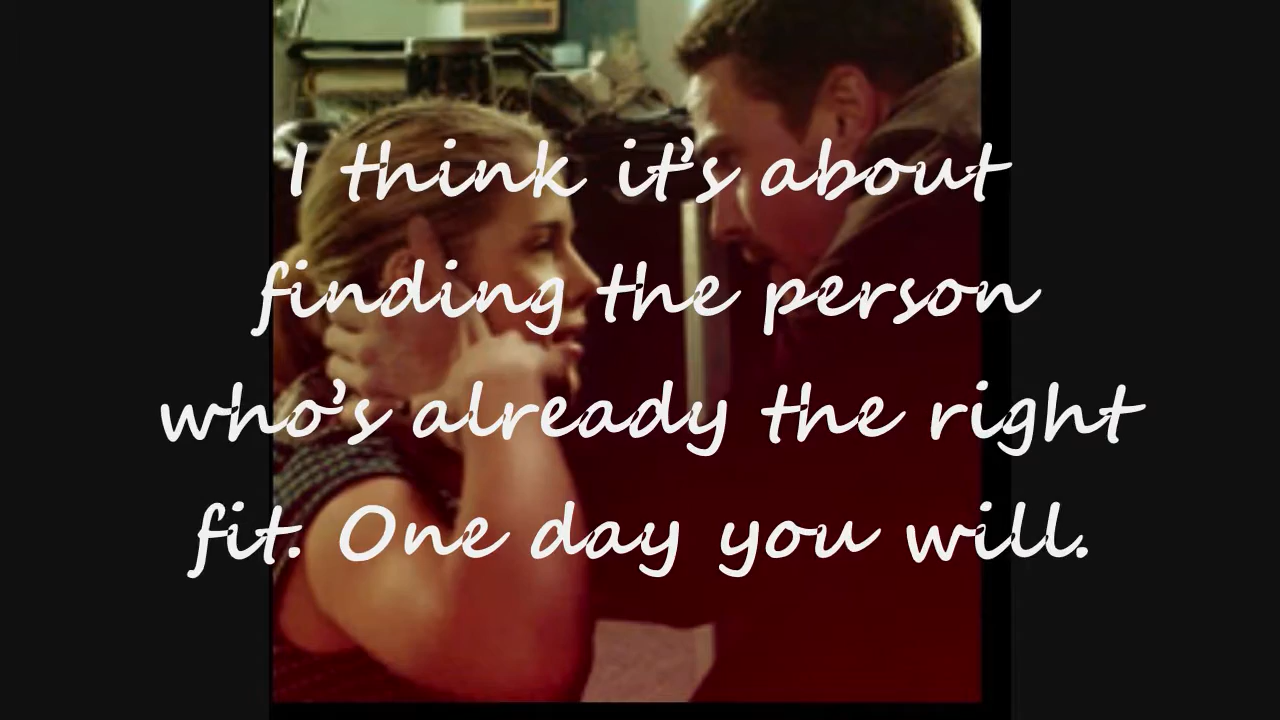 I think it's about
finding the person
who's already the right
fit. One day you will.